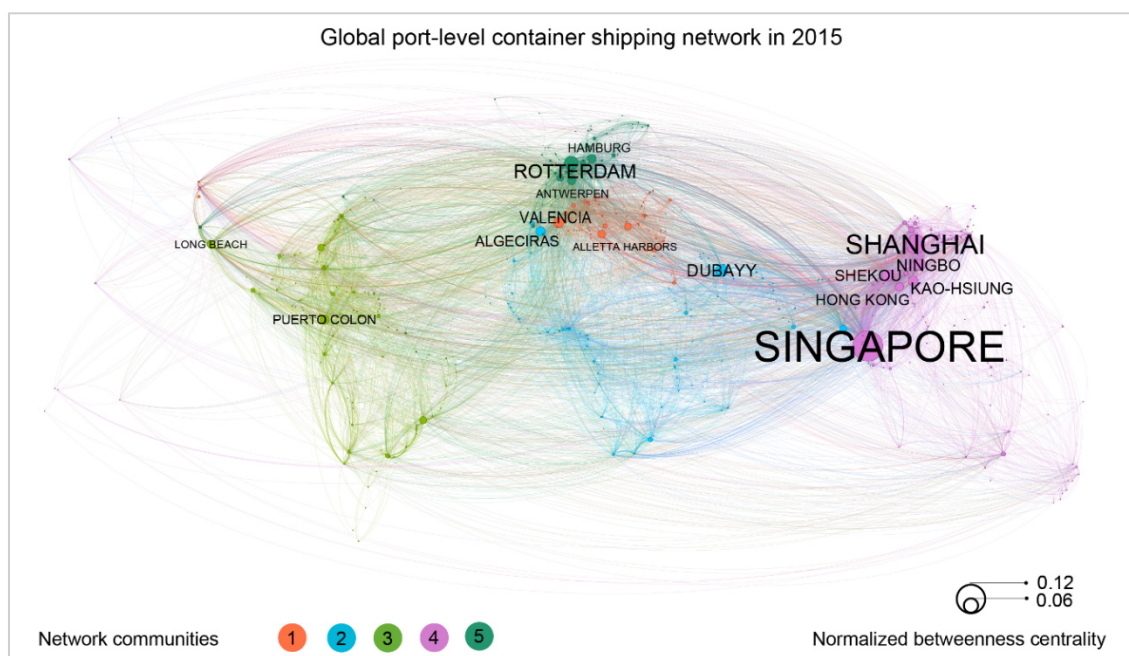 Global port-level container shipping network in 2015
HAMBURG
ROTTERDAM
ANTWERPEN
VALENCIA
ALGECIRAS
ALLETTA HARBORS
LONG BEACH
DUBAYY
SHANGHAI
NINGBO
SHEKOU
KAO-HSIUNG
HONG KONG
PUERTO COLON
SINGAPORE
0.12
0.06
Network communities 1 2 3 4 5
Normalized betweenness centrality